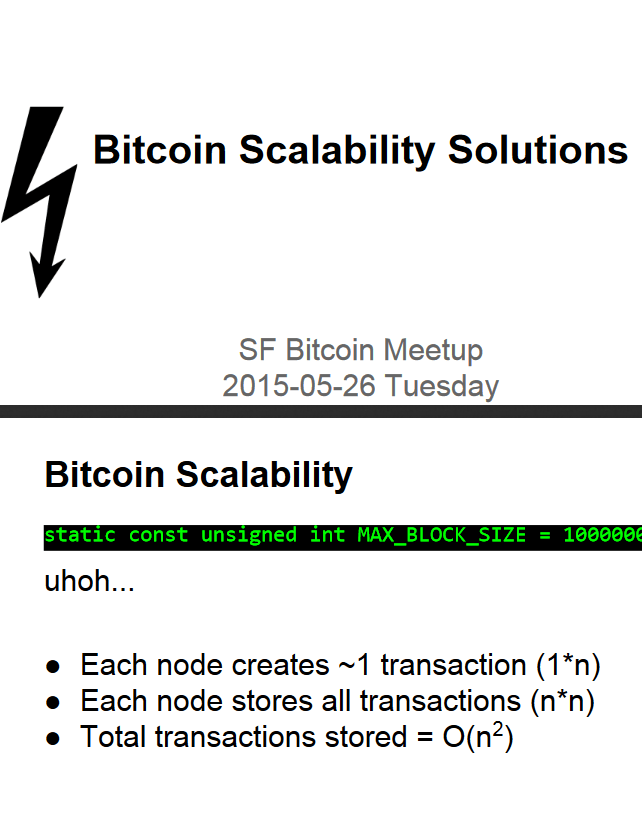 Bitcoin Scalability Solutions
SF Bitcoin Meetup
2015-05-26 Tuesday
Bitcoin Scalability
static const unsigned int MAX_BLOCK_SIZE = 1000000
uhoh...
● Each node creates ~1 transaction (1*n)
● Each node stores all transactions (n*n)
● Total transactions stored = O(n²)